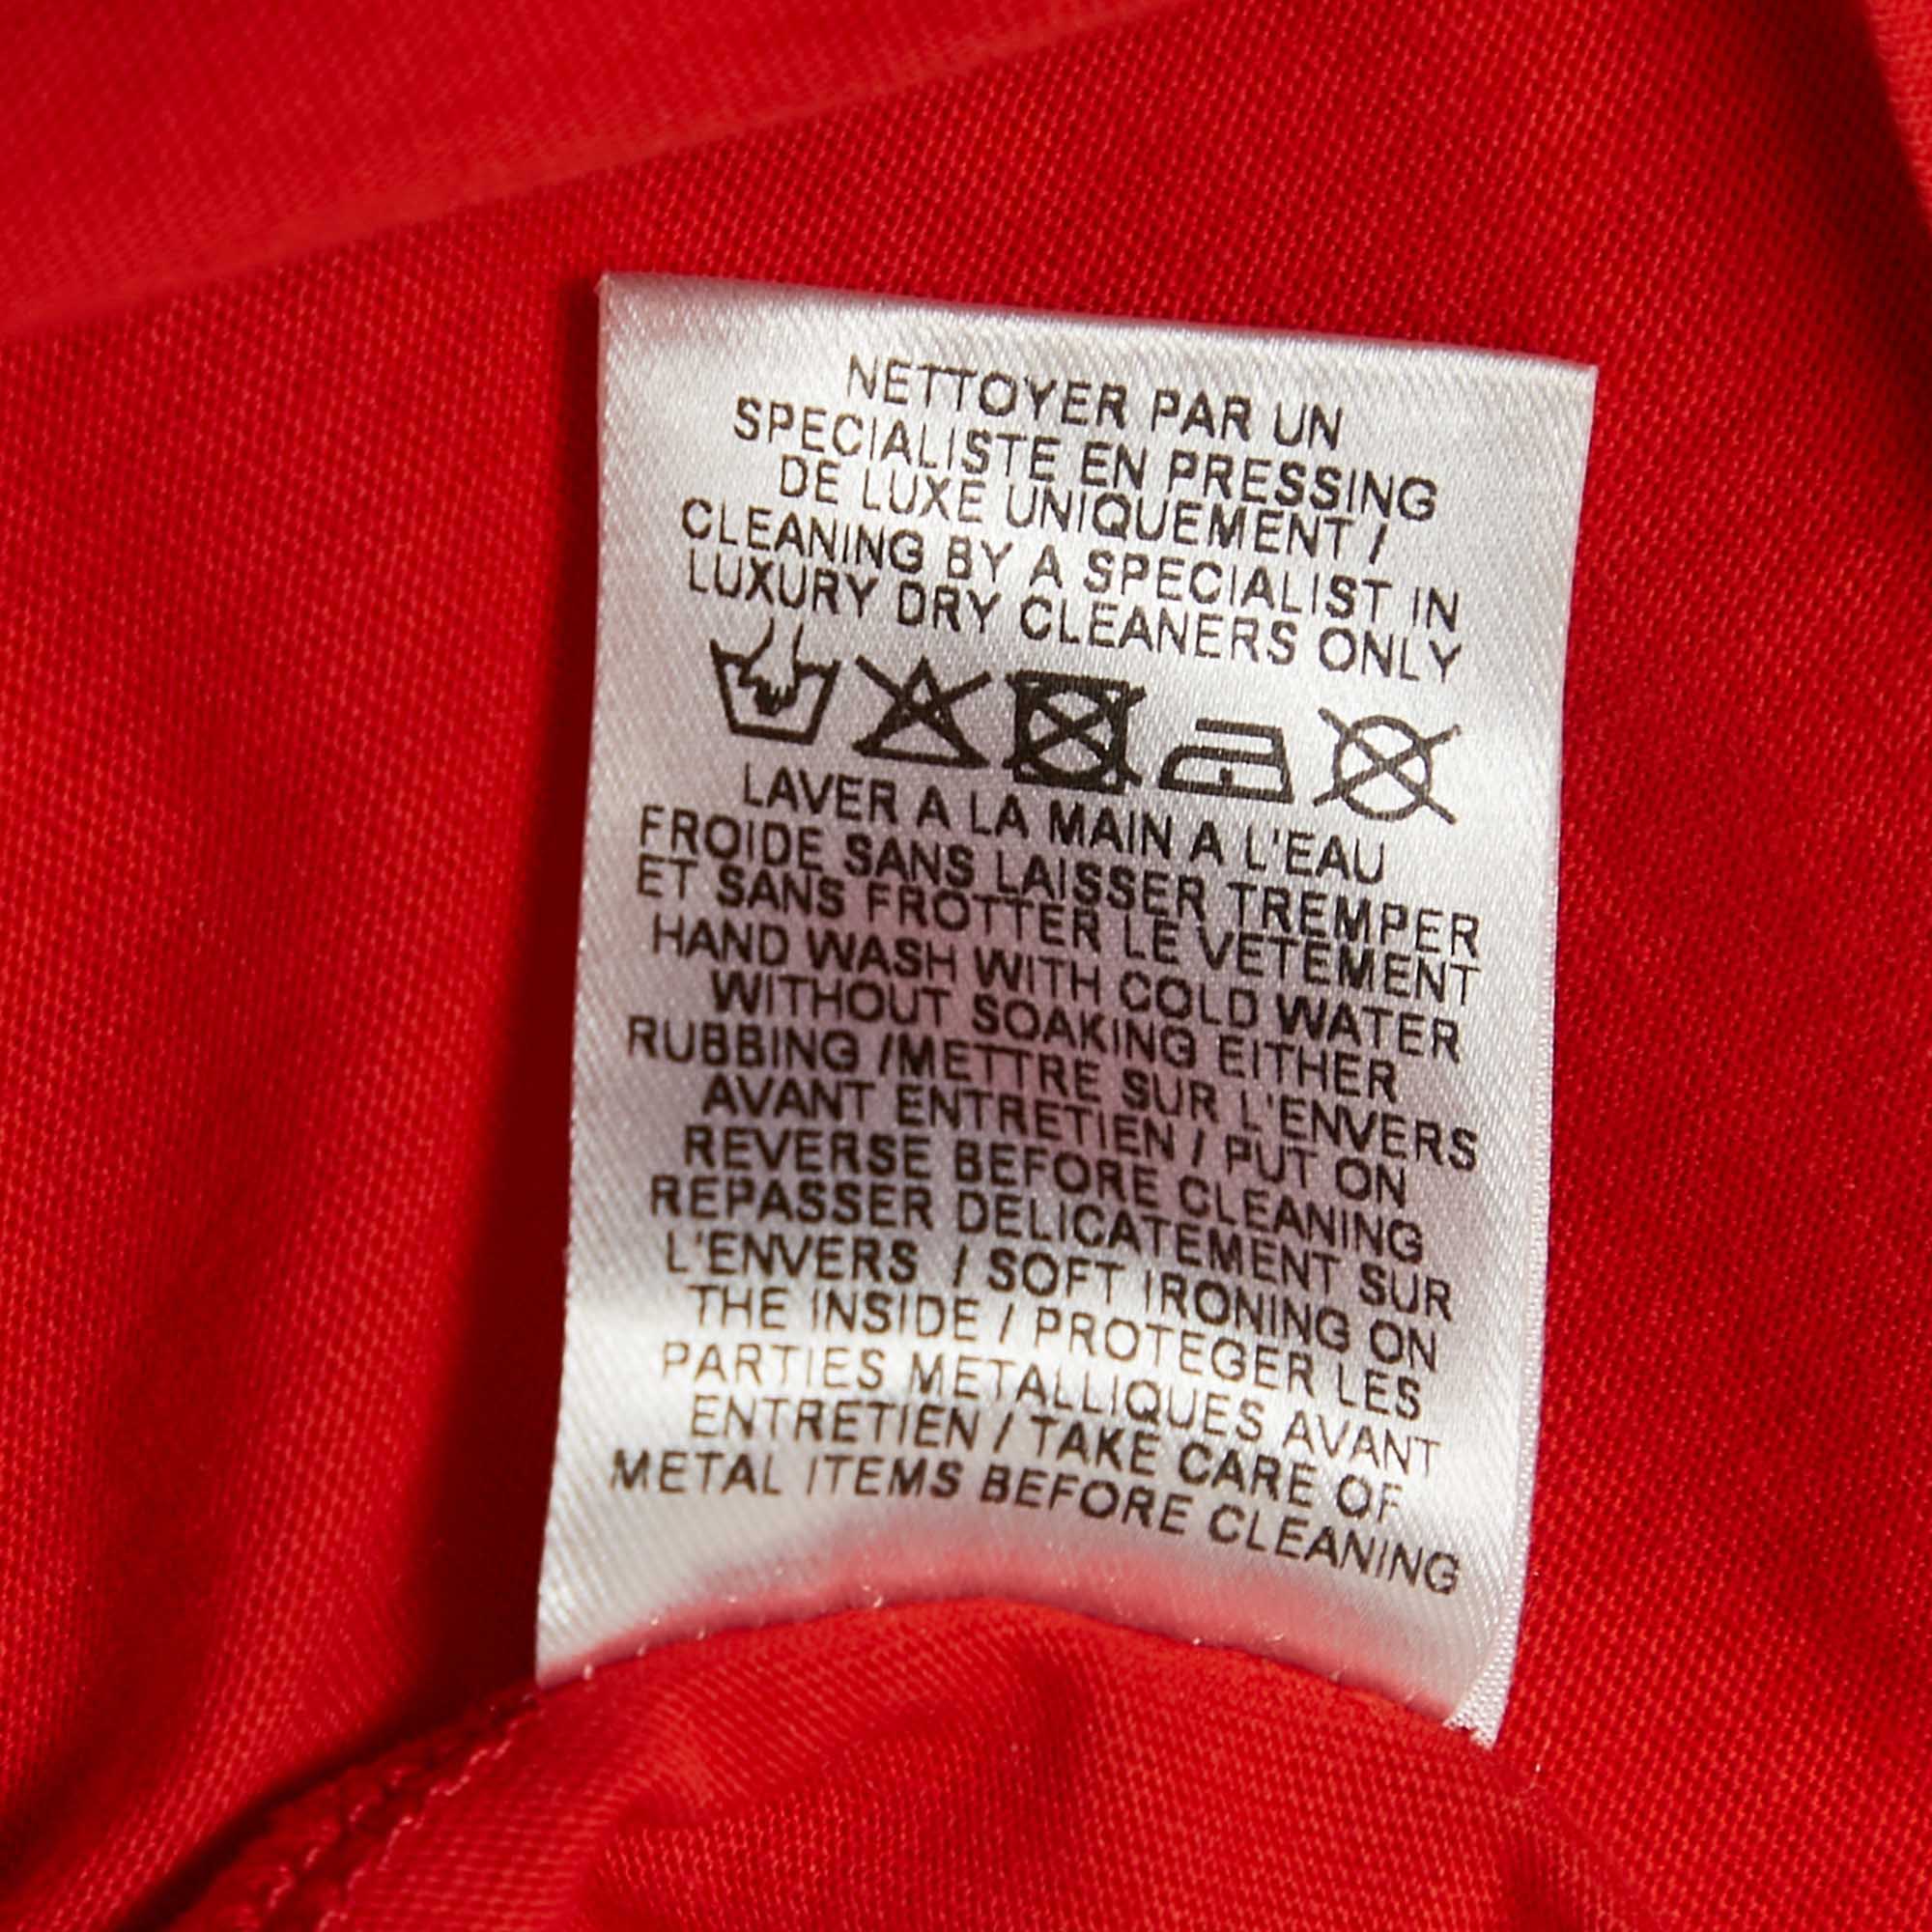 NETTOYER PAR UN
SPECIALISTE EN PRESSING
DE LUXE UNIQUEMENT /
CLEANING BY A SPECIALIST IN
LUXURY DRY CLEANERS ONLY
LAVER A LA MAIN A L'EAU
FROIDE SANS LAISSER TREMPER
ET SANS FROTTER LE VETEMENT
HAND WASH WITH COLD WATER
WITHOUT SOAKING EITHER
RUBBING /METTRE SUR L'ENVERS
AVANT ENTRETIEN / PUT ON
REVERSE BEFORE CLEANING
REPASSER DELICATEMENT SUR
L'ENVERS / SOFT IRONING ON
THE INSIDE / PROTEGER LES
PARTIES METALLIQUES AVANT
ENTRETIEN / TAKE CARE OF
METAL ITEMS BEFORE CLEANING